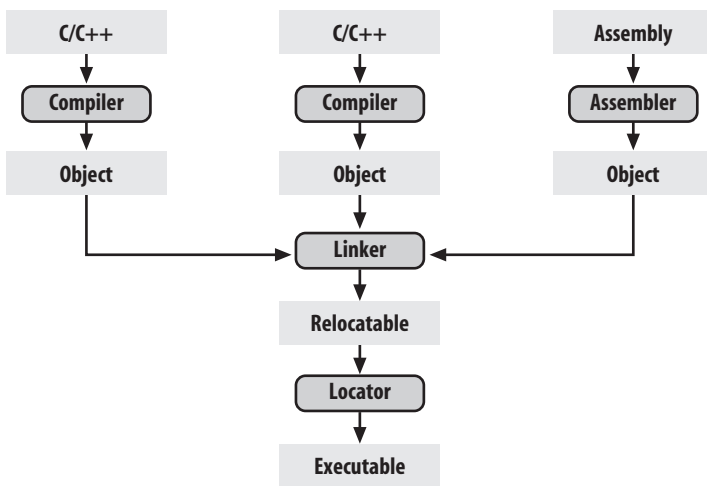 C/C++
C/C++
Assembly
Compiler
Compiler
Assembler
Object
Object
Object
Linker
Relocatable
Locator
Executable